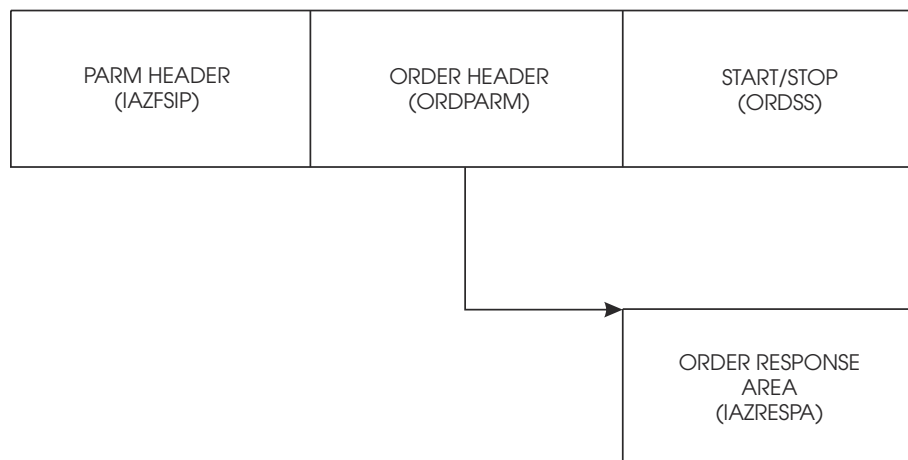 PARM HEADER
(IAZFSIP)
ORDER HEADER
(ORDPARM)
START/STOP
(ORDSS)
ORDER RESPONSE
AREA
(IAZRESPA)